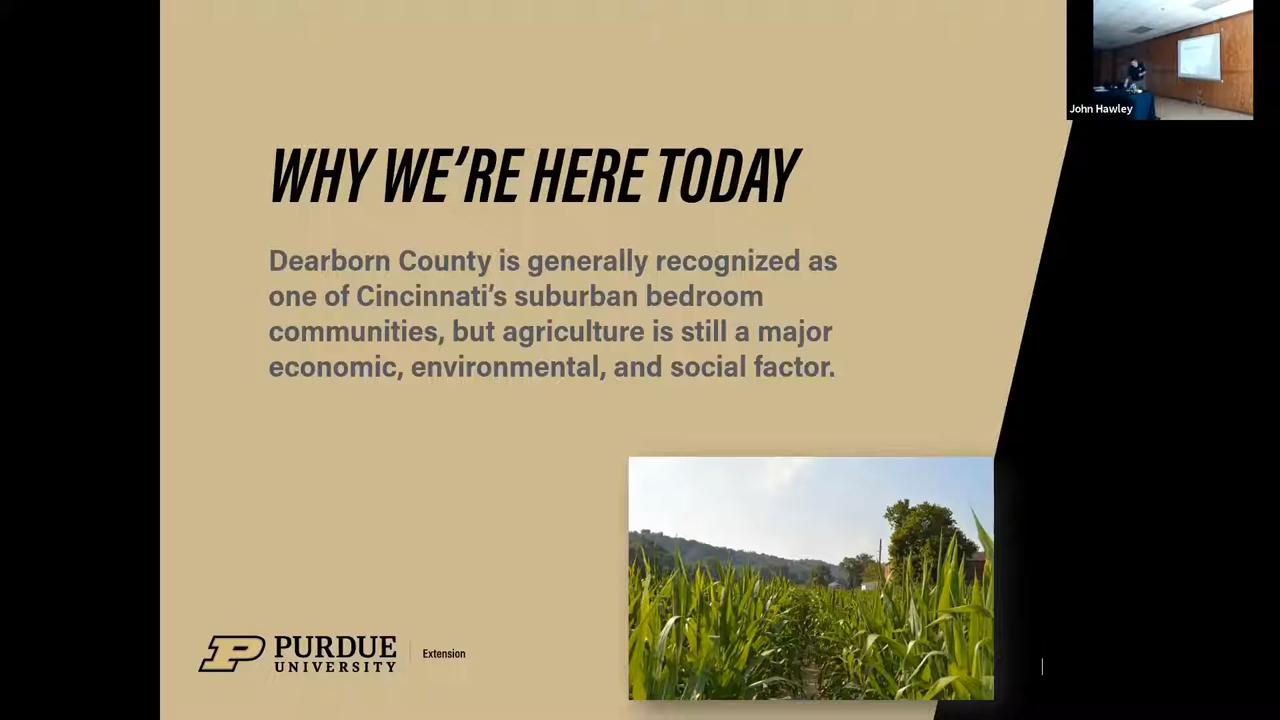 John Hawley
WHY WE’RE HERE TODAY
Dearborn County is generally recognized as
one of Cincinnati’s suburban bedroom
communities, but agriculture is still a major
economic, environmental, and social factor.
P PURDUE
UNIVERSITY
Extension